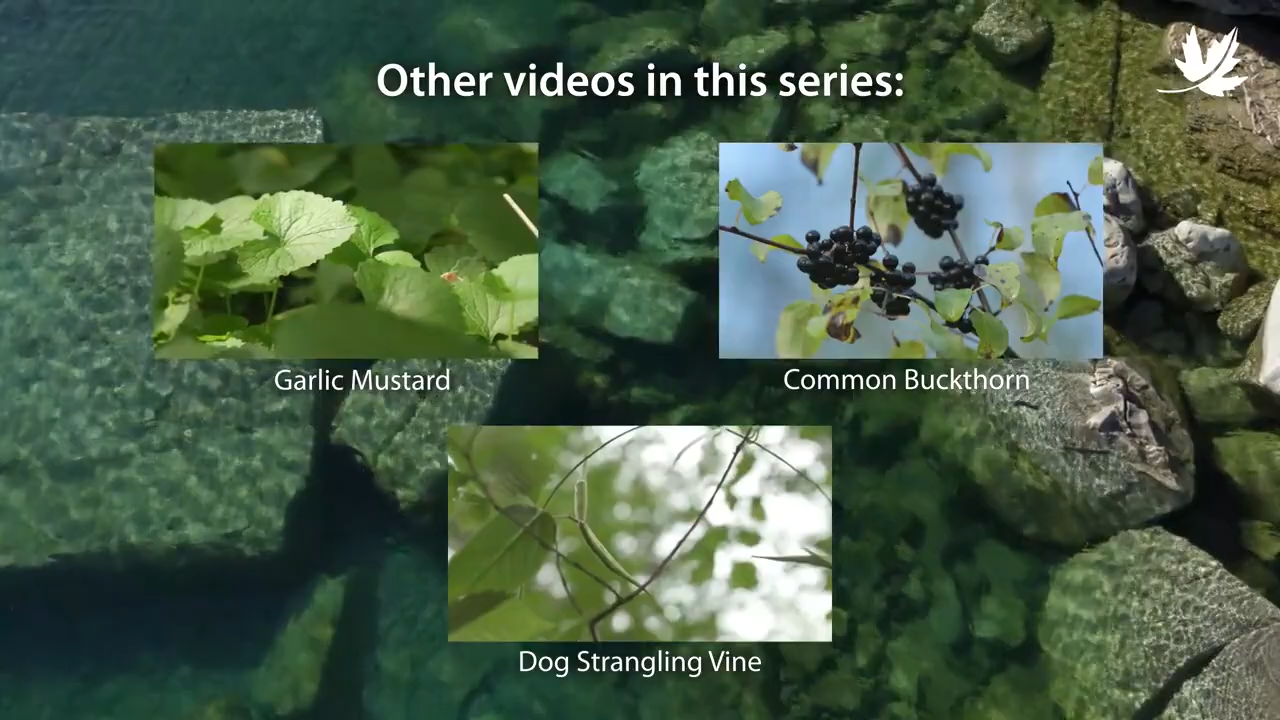 Other videos in this series:
Garlic Mustard
Common Buckthorn
Dog Strangling Vine